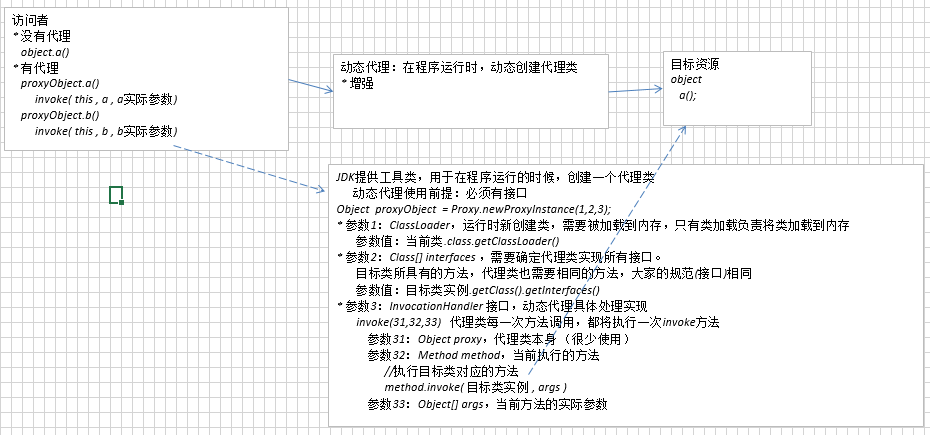 访问者
* 没有代理
object.a()
* 有代理
proxyObject.a()
invoke( this , a , a实际参数)
proxyObject.b()
invoke( this , b , b实际参数)
动态代理：在程序运行时，动态创建代理类
* 增强
目标资源
object
a();
JDK提供工具类，用于在程序运行的时候，创建一个代理类
动态代理使用前提：必须有接口
Object proxyObject = Proxy.newProxyInstance(1,2,3);
* 参数1：ClassLoader，运行时新创建类，需要被加载到内存，只有类加载负责将类加载到内存
参数值：当前类.class.getClassLoader()
* 参数2：Class[] interfaces ，需要确定代理类实现所有接口。
目标类所具有的方法，代理类也需要相同的方法，大家的规范(接口)相同
参数值：目标类实例.getClass().getInterfaces()
* 参数3：InvocationHandler 接口，动态代理具体处理实现
invoke(31,32,33) 代理类每一次方法调用，都将执行一次invoke方法
参数31：Object proxy，代理类本身（很少使用）
参数32：Method method，当前执行的方法
//执行目标类对应的方法
method.invoke( 目标类实例 , args )
参数33：Object[] args，当前方法的实际参数